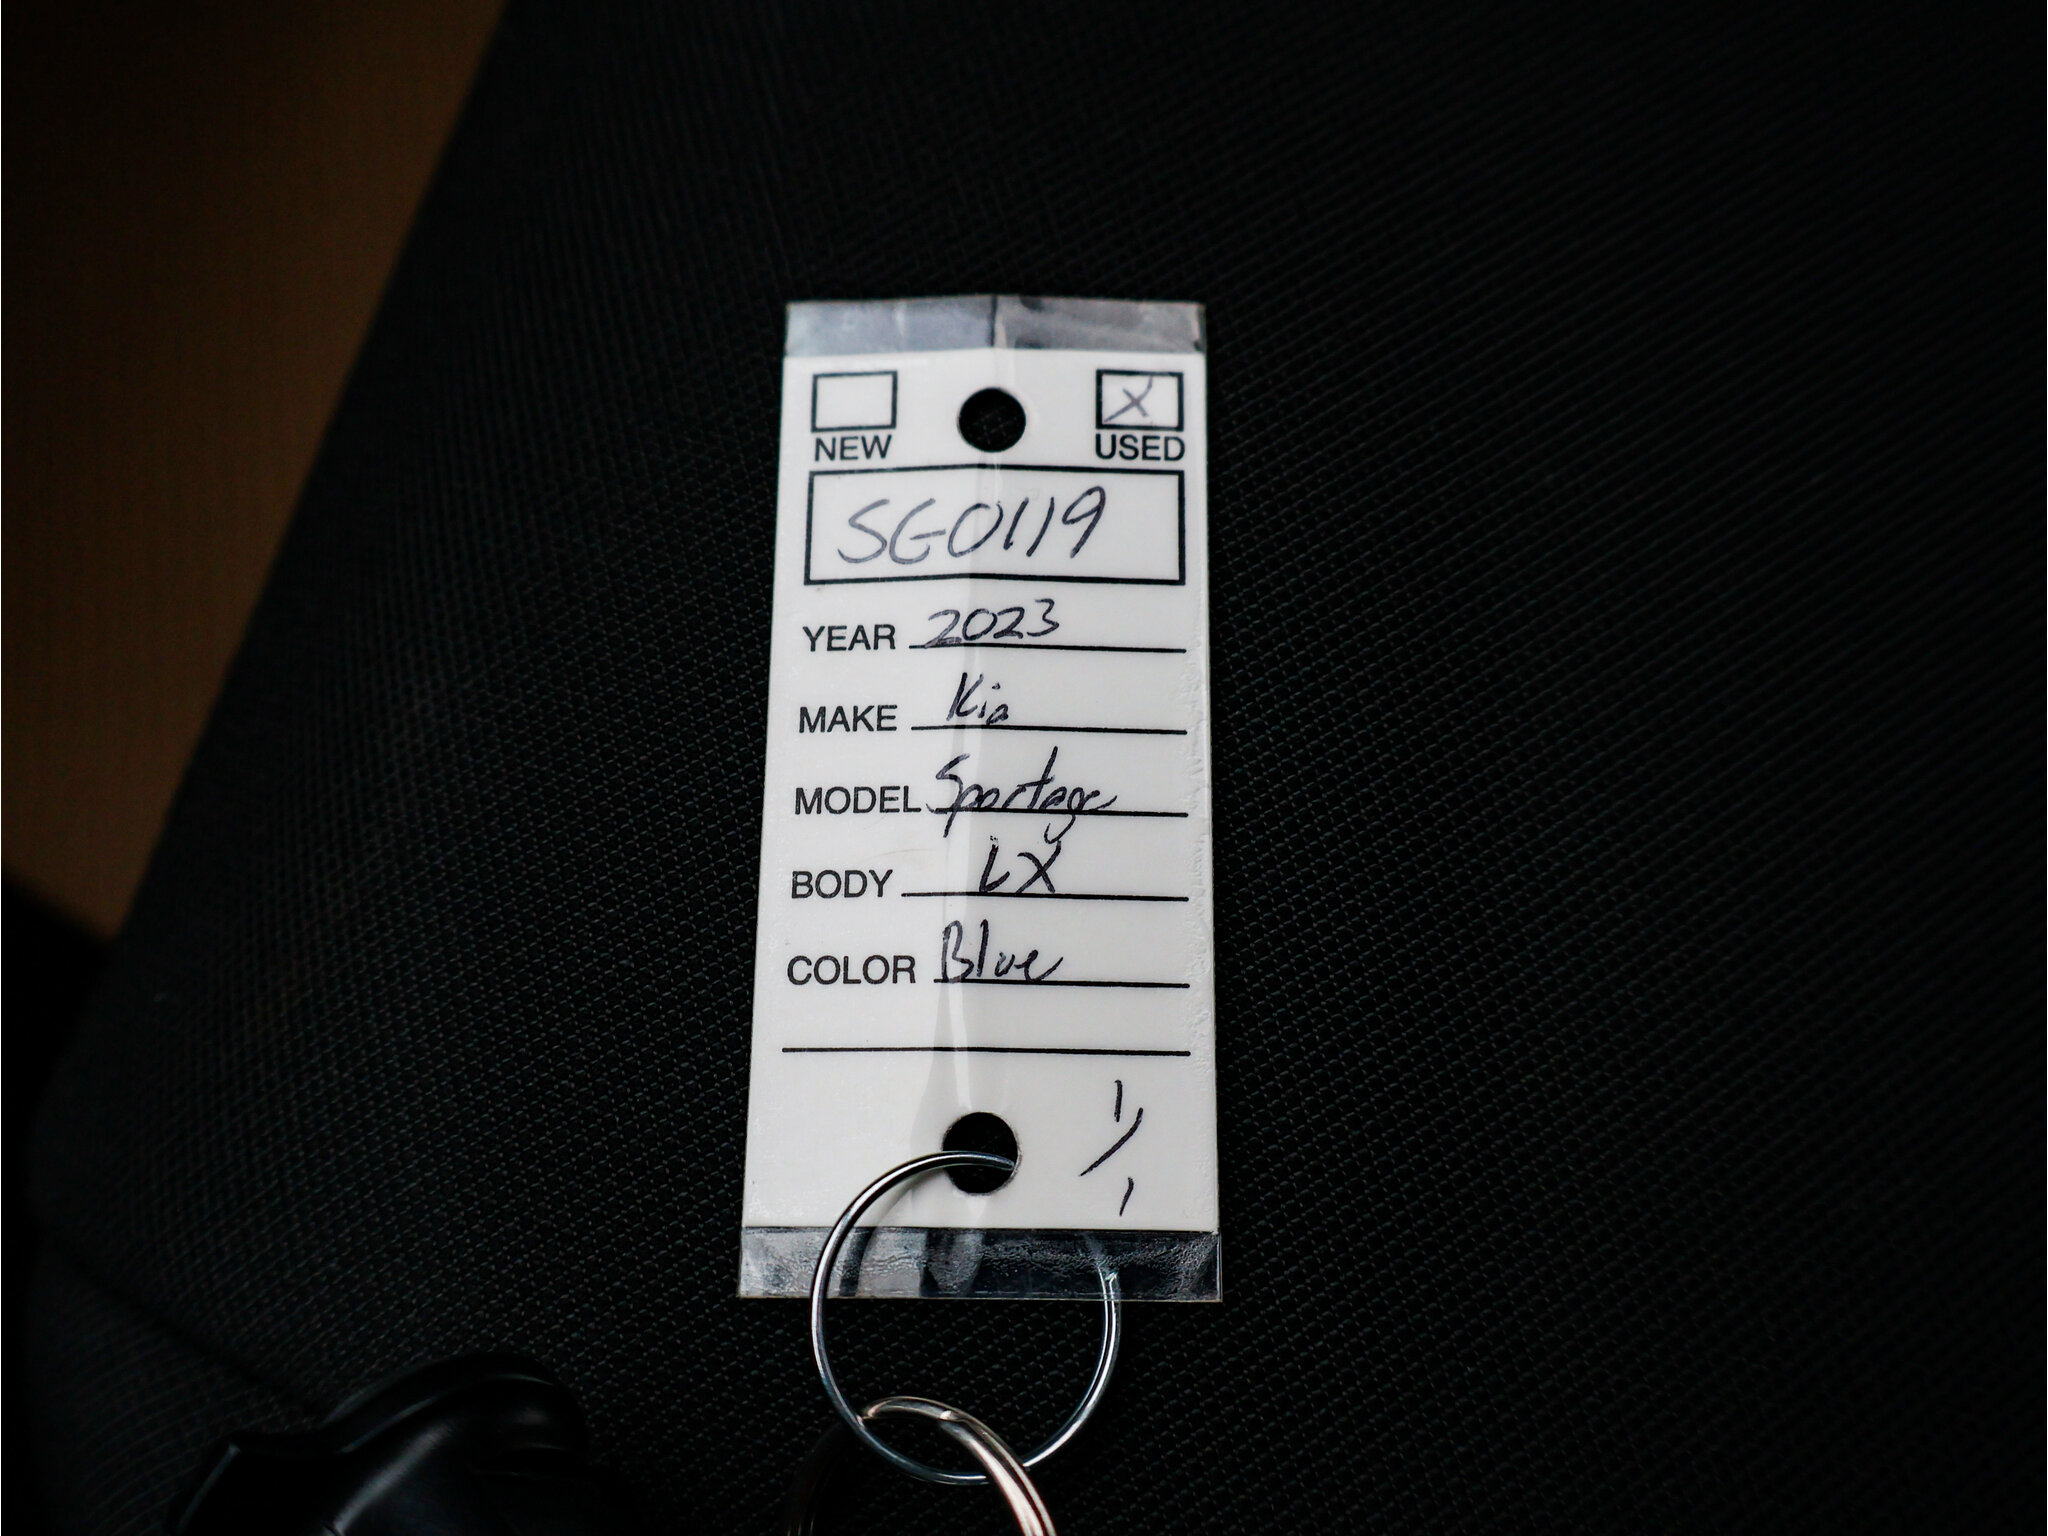 NEW X USED
SG0119
YEAR 2023
MAKE Kia
MODEL Sportage
BODY LX
COLOR Blue
1/1